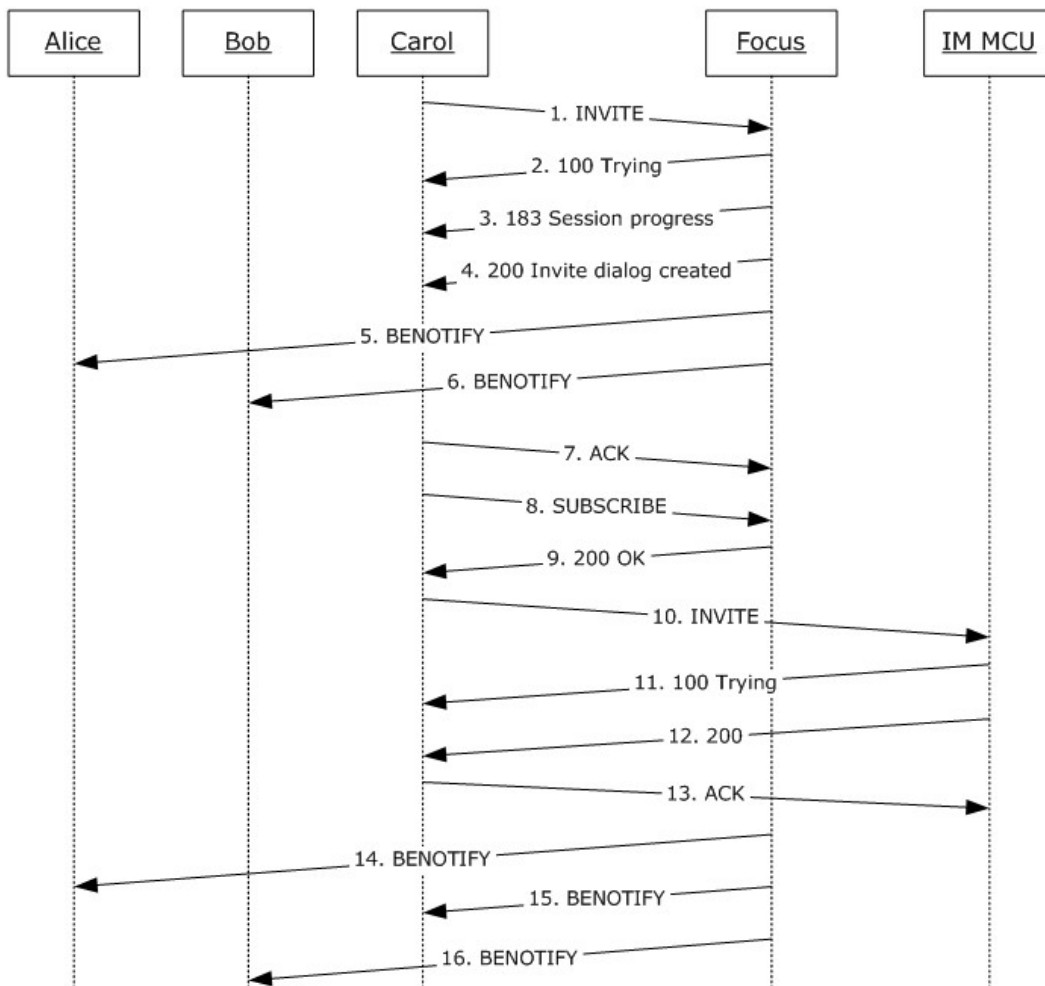 Alice
Bob
Carol
Focus
IM MCU
1. INVITE
2. 100 Trying
3. 183 Session progress
4. 200 Invite dialog created
5. BENOTIFY
6. BENOTIFY
7. ACK
8. SUBSCRIBE
9. 200 OK
10. INVITE
11. 100 Trying
12. 200
13. ACK
14. BENOTIFY
15. BENOTIFY
16. BENOTIFY